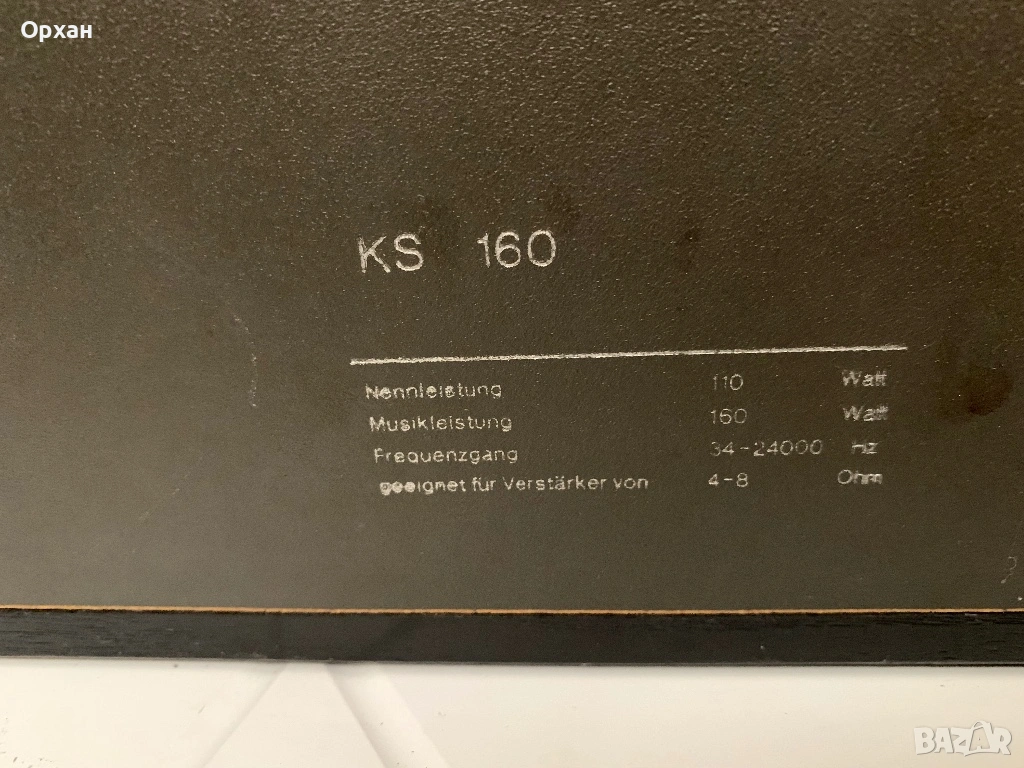 Орхан
KS 160
Nennleistung 110 Watt
Musikleistung 160 Watt
Frequenzgang 34-24000 Hz
geeignet für Verstärker von 4-8 Ohm
BAZAR